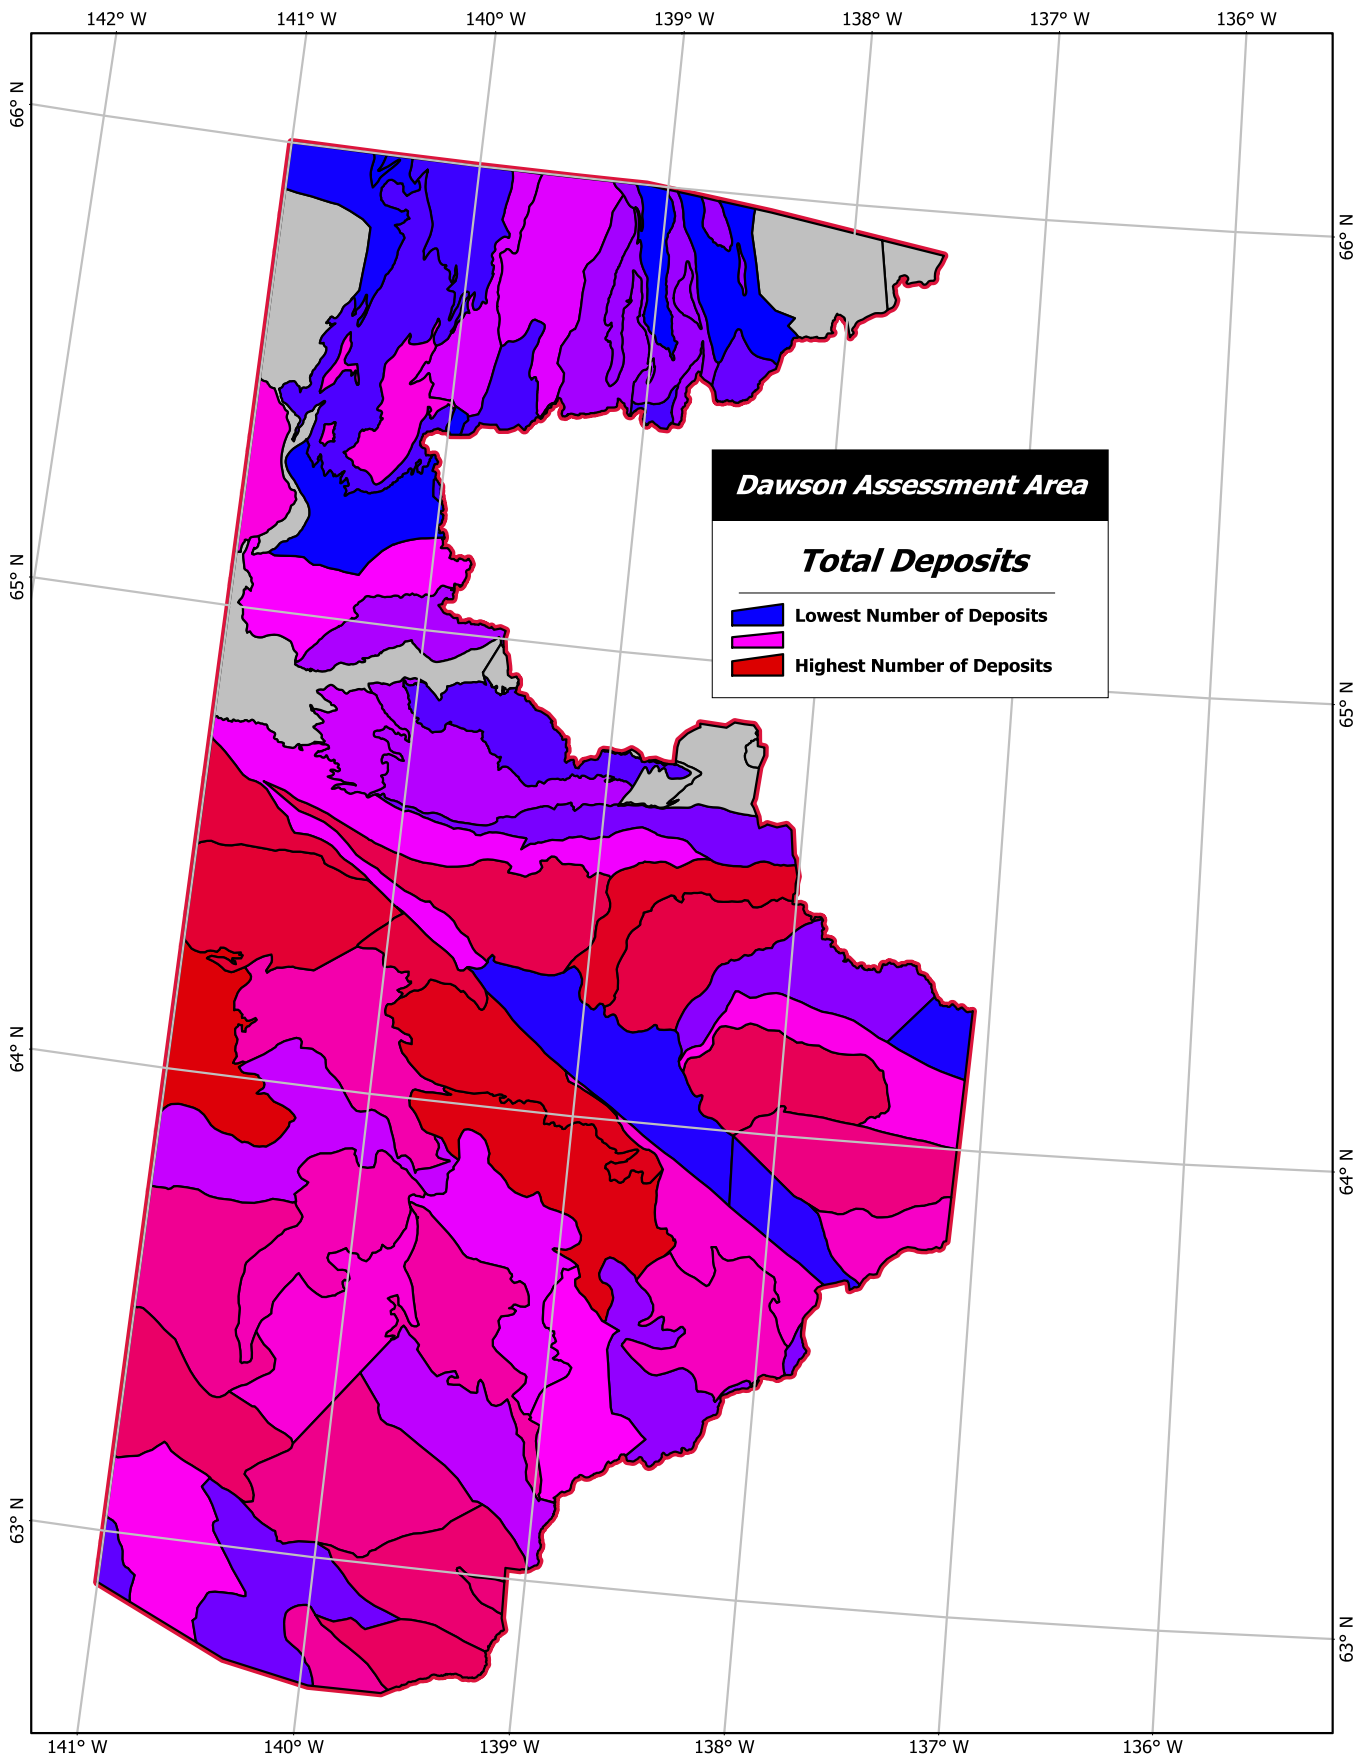 142° W 141° W 140° W 139° W 138° W 137° W 136° W
66° N
66° N
Dawson Assessment Area
Total Deposits
Lowest Number of Deposits
Highest Number of Deposits
65° N
65° N
64° N
64° N
63° N
63° N
141° W 140° W 139° W 138° W 137° W 136° W